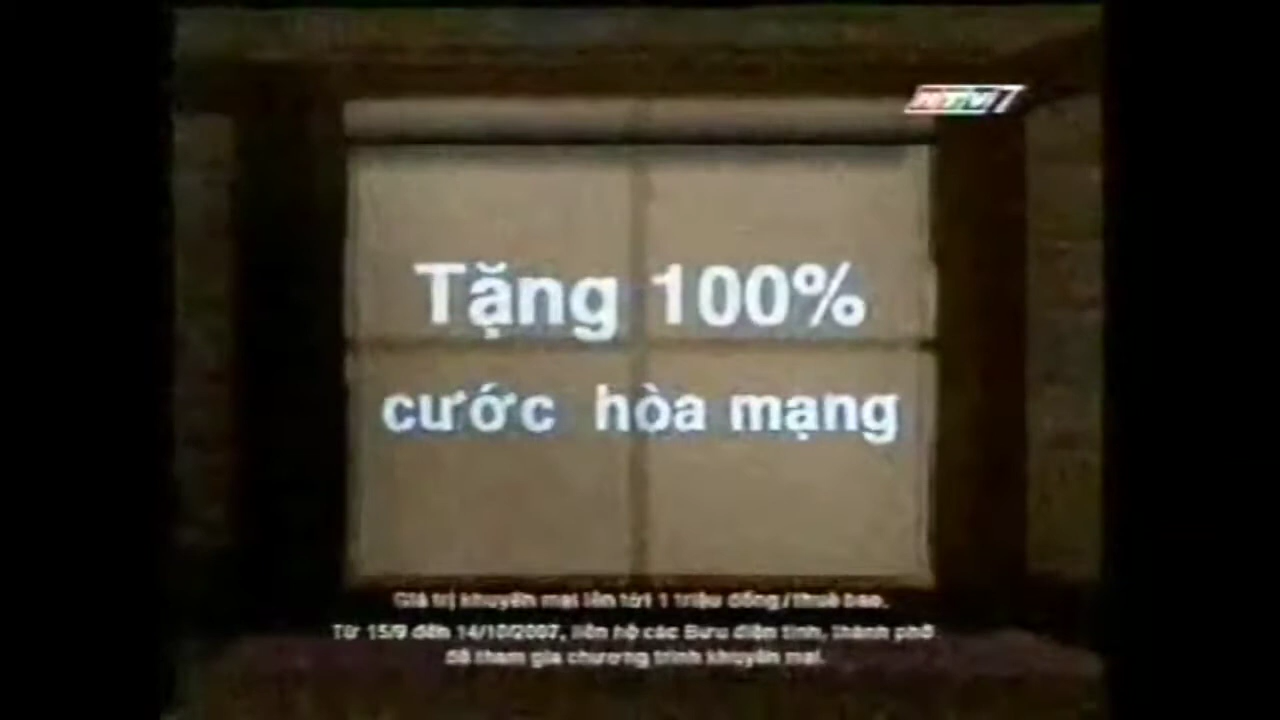 HTV7
Tặng 100%
cước hòa mạng
Giá trị khuyến mại lên tới 1 triệu đồng/thuê bao.
Từ 15/9 đến 14/10/2007, liên hệ các Bưu điện tỉnh, thành phố
để tham gia chương trình khuyến mại.